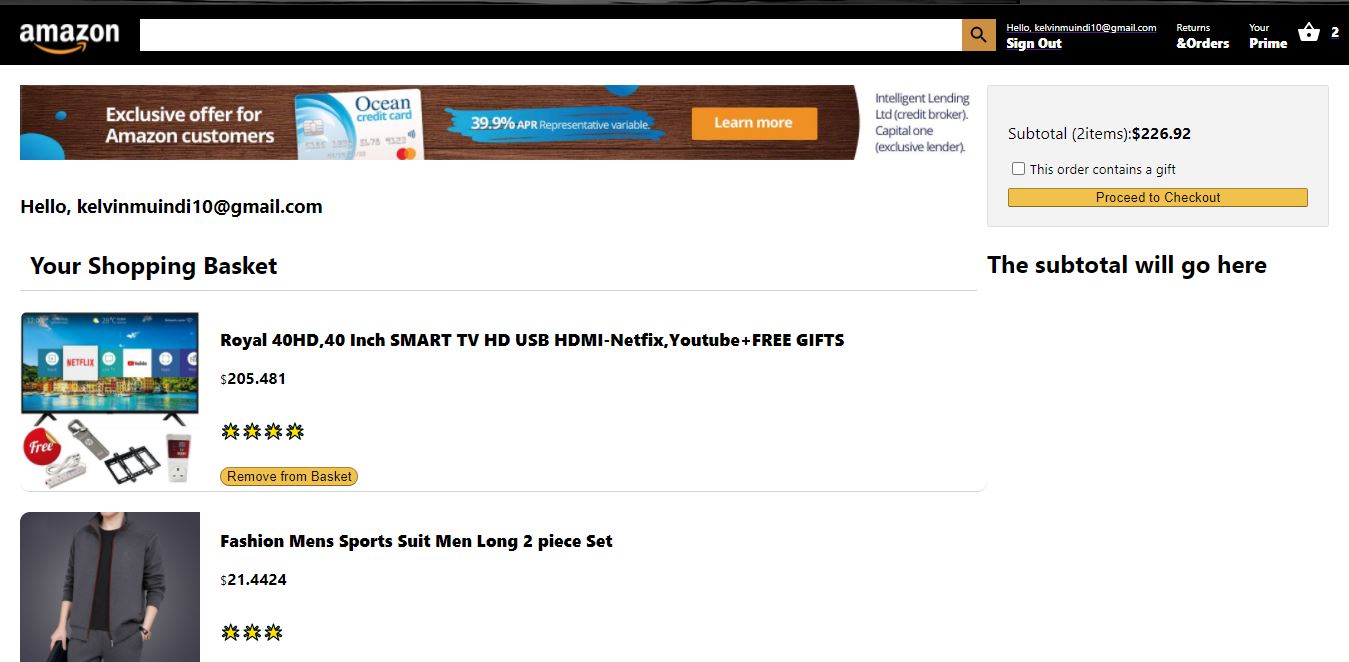 amazon
Hello, kelvinmuindi10@gmail.com
Sign Out
Returns
&Orders
Your
Prime
2
Exclusive offer for
Amazon customers
Ocean
credit card
39.9% APR Representative variable.
Learn more
Intelligent Lending
Ltd (credit broker).
Capital one
(exclusive lender).
Subtotal (2items):$226.92
This order contains a gift
Proceed to Checkout
Hello, kelvinmuindi10@gmail.com
Your Shopping Basket
The subtotal will go here
NETFLIX
YouTube
Free
Royal 40HD,40 Inch SMART TV HD USB HDMI-Netfix,Youtube+FREE GIFTS
$205.481
Remove from Basket
Fashion Mens Sports Suit Men Long 2 piece Set
$21.4424